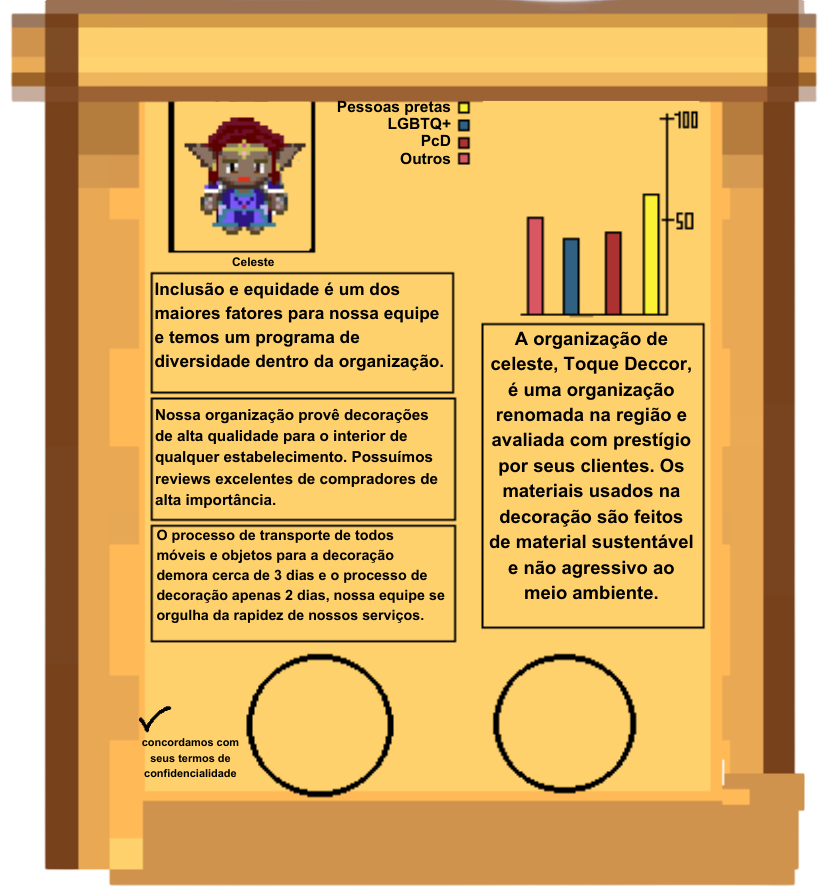 Pessoas pretas
LGBTQ+
PcD
Outros
100
50
Celeste
Inclusão e equidade é um dos
maiores fatores para nossa equipe
e temos um programa de
diversidade dentro da organização.
Nossa organização provê decorações
de alta qualidade para o interior de
qualquer estabelecimento. Possuímos
reviews excelentes de compradores de
alta importância.
O processo de transporte de todos
móveis e objetos para a decoração
demora cerca de 3 dias e o processo de
decoração apenas 2 dias, nossa equipe se
orgulha da rapidez de nossos serviços.
A organização de
celeste, Toque Deccor,
é uma organização
renomada na região e
avaliada com prestígio
por seus clientes. Os
materiais usados na
decoração são feitos
de material sustentável
e não agressivo ao
meio ambiente.
concordamos com
seus termos de
confidencialidade